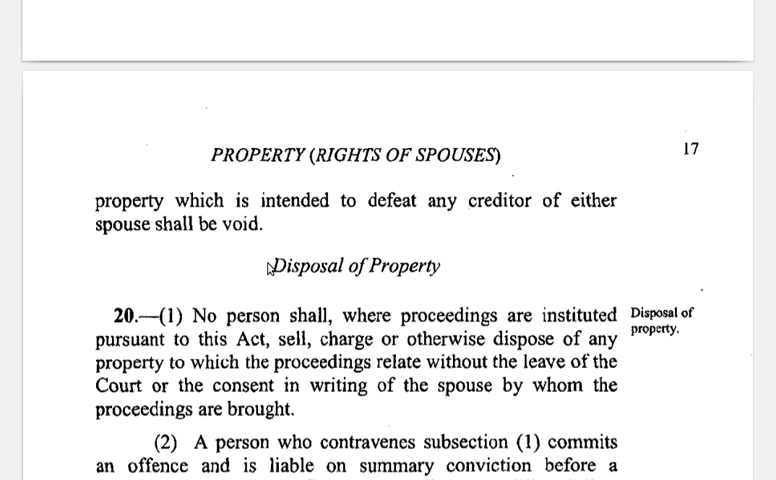 PROPERTY (RIGHTS OF SPOUSES)
17
property which is intended to defeat any creditor of either
spouse shall be void.
Disposal of Property
20.—(1) No person shall, where proceedings are instituted
pursuant to this Act, sell, charge or otherwise dispose of any
property to which the proceedings relate without the leave of the
Court or the consent in writing of the spouse by whom the
proceedings are brought.
Disposal of
property.
(2) A person who contravenes subsection (1) commits
an offence and is liable on summary conviction before a